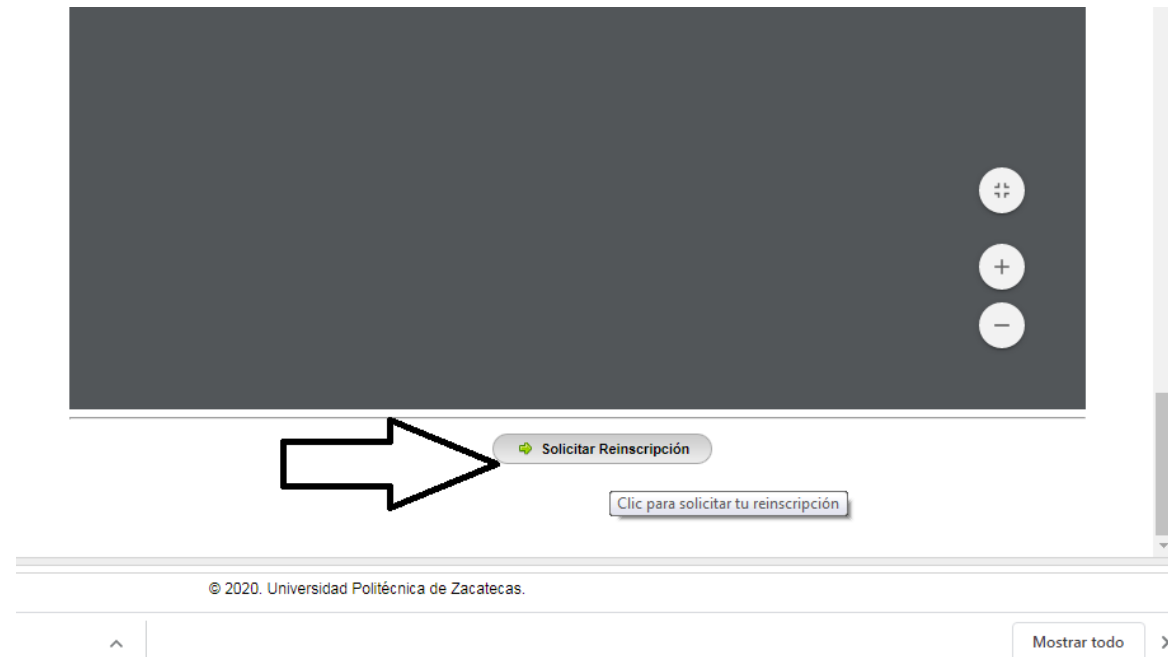 Solicitar Reinscripción
Clic para solicitar tu reinscripción
© 2020. Universidad Politécnica de Zacatecas.
Mostrar todo